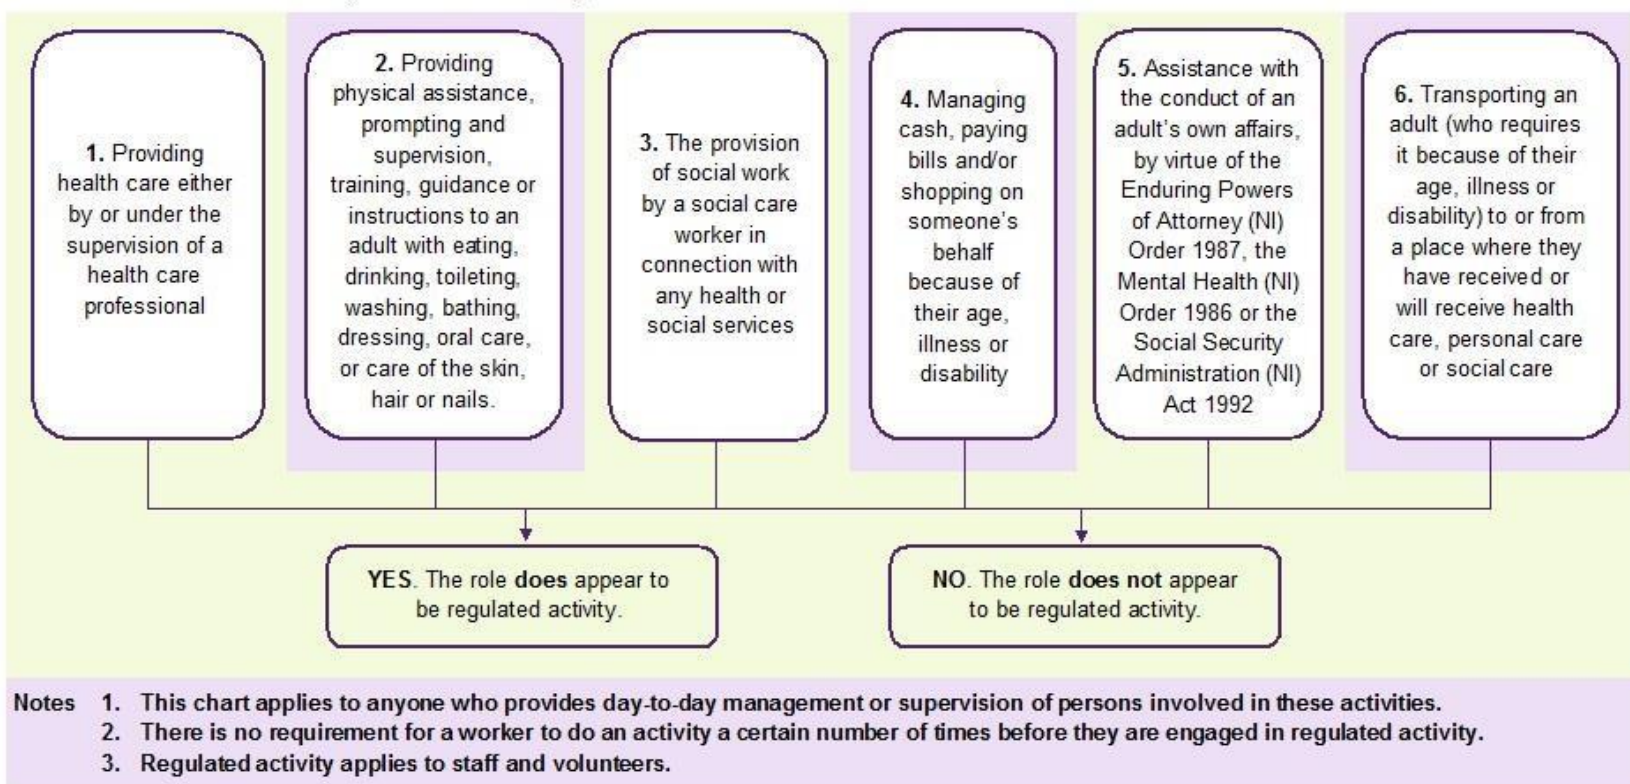 1. Providing
health care either
by or under the
supervision of a
health care
professional
2. Providing
physical assistance,
prompting and
supervision,
training, guidance or
instructions to an
adult with eating,
drinking, toileting,
washing, bathing,
dressing, oral care,
or care of the skin,
hair or nails.
3. The provision
of social work
by a social care
worker in
connection with
any health or
social services
4. Managing
cash, paying
bills and/or
shopping on
someone's
behalf
because of
their age,
illness or
disability
5. Assistance with
the conduct of an
adult's own affairs,
by virtue of the
Enduring Powers
of Attorney (NI)
Order 1987, the
Mental Health (NI)
Order 1986 or the
Social Security
Administration (NI)
Act 1992
6. Transporting an
adult (who requires
it because of their
age, illness or
disability) to or from
a place where they
have received or
will receive health
care, personal care
or social care
YES. The role does appear to
be regulated activity.
NO. The role does not appear
to be regulated activity.
Notes 1. This chart applies to anyone who provides day-to-day management or supervision of persons involved in these activities.
2. There is no requirement for a worker to do an activity a certain number of times before they are engaged in regulated activity.
3. Regulated activity applies to staff and volunteers.